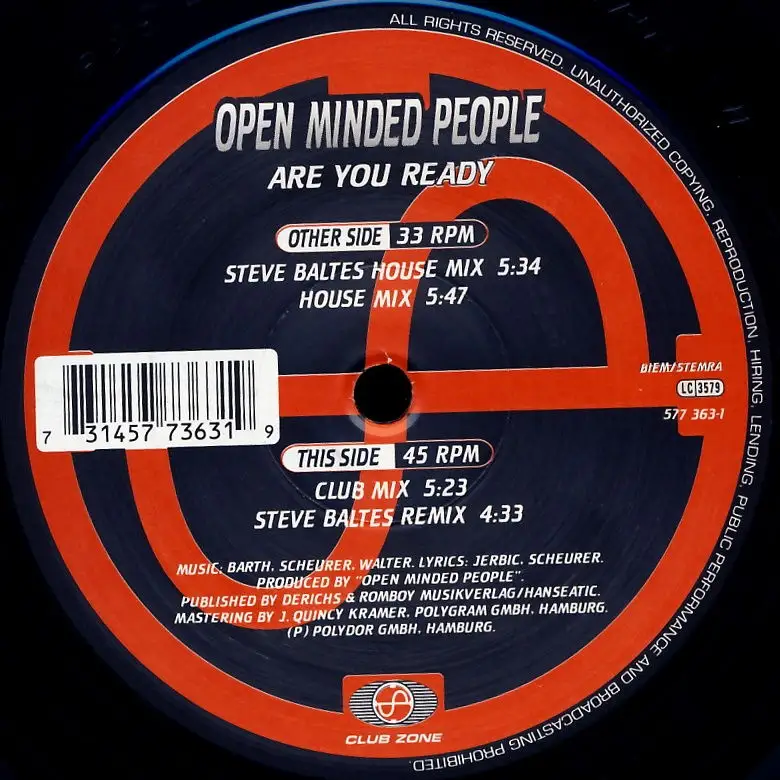 ALL RIGHTS RESERVED. UNAUTHORIZED COPYING, REPRODUCTION, HIRING, LENDING, PUBLIC PERFORMANCE AND BROADCASTING PROHIBITED.
OPEN MINDED PEOPLE
ARE YOU READY
OTHER SIDE 33 RPM
STEVE BALTES HOUSE MIX 5:34
HOUSE MIX 5:47
BIEM/STEMRA
LC 3579
577 363-1
7 31457 73631 9
THIS SIDE 45 RPM
CLUB MIX 5:23
STEVE BALTES REMIX 4:33
MUSIC: BARTH, SCHEURER, WALTER. LYRICS: JERBIC, SCHEURER.
PRODUCED BY "OPEN MINDED PEOPLE".
PUBLISHED BY DERICHS & ROMBOY MUSIKVERLAG/HANSEATIC.
MASTERING BY J. QUINCY KRAMER, POLYGRAM GMBH, HAMBURG.
(P) POLYDOR GMBH, HAMBURG.
CLUB ZONE